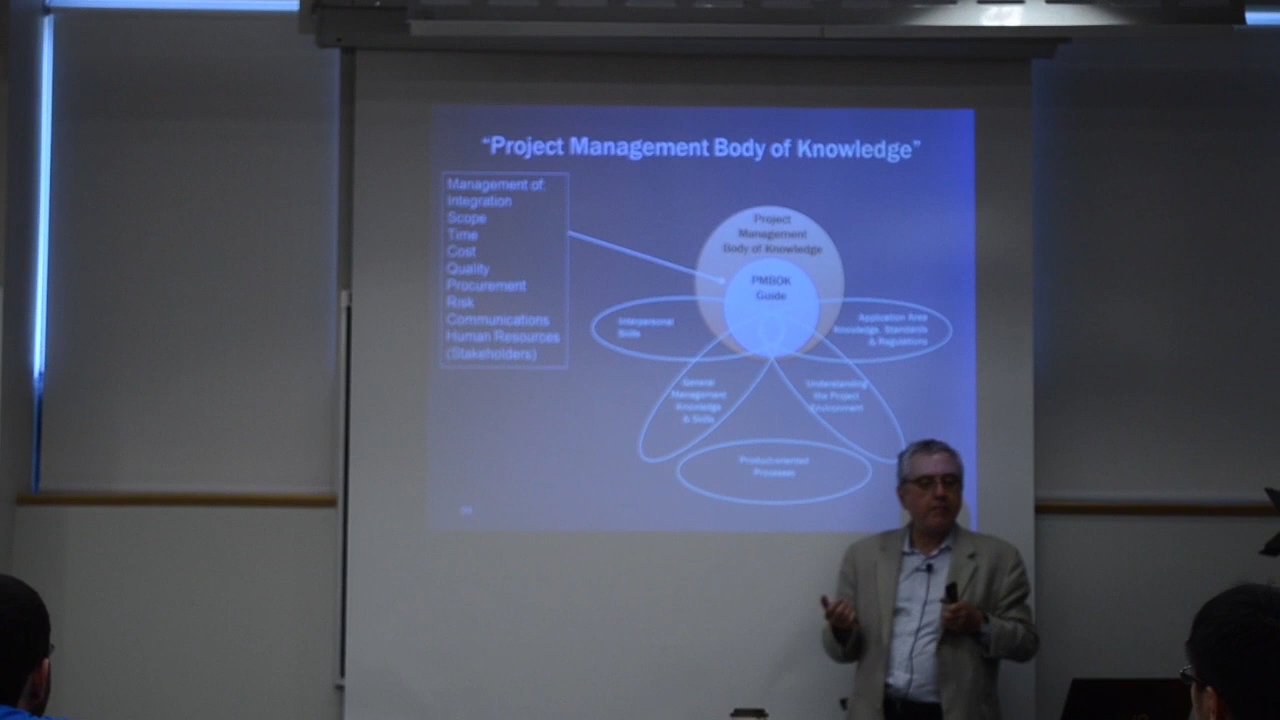 “Project Management Body of Knowledge”
Management of:
Integration
Scope
Time
Cost
Quality
Procurement
Risk
Communications
Human Resources
(Stakeholders)
Project
Management
Body of Knowledge
PMBOK
Guide
Interpersonal
Skills
Application Area
Knowledge, Standards
& Regulations
General
Management
Knowledge
& Skills
Understanding
the Project
Environment
Product-oriented
Processes